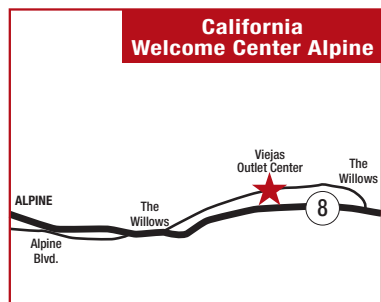 California
Welcome Center Alpine
Viejas
Outlet Center
The
Willows
ALPINE
The
Willows
8
Alpine
Blvd.